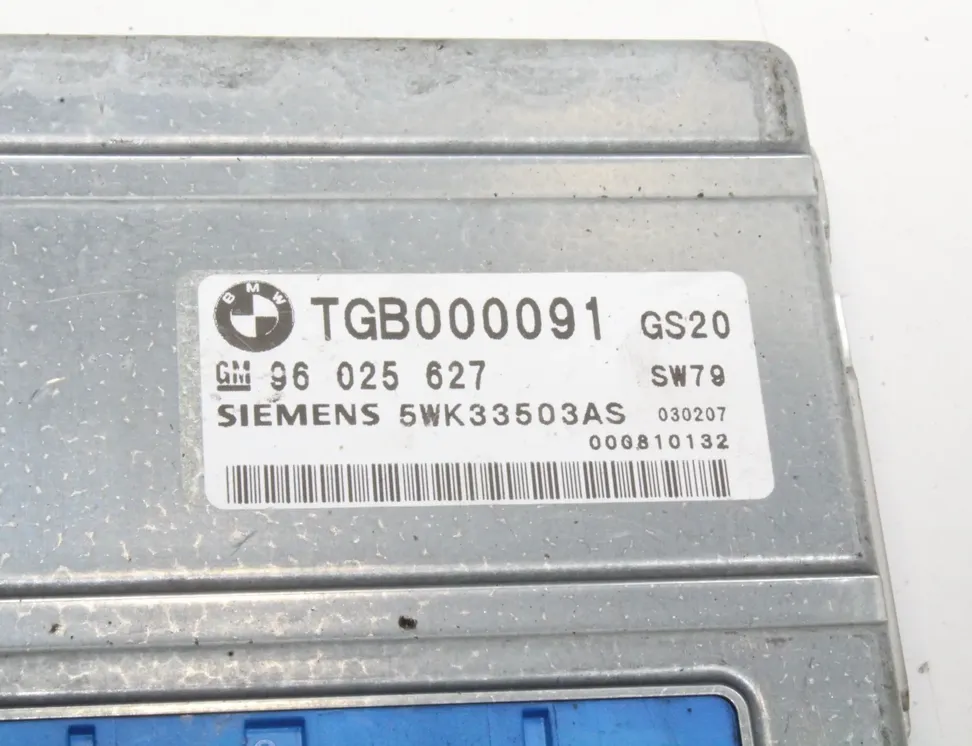 BMW TGB000091 GS20
GM 96 025 627 SW79
SIEMENS 5WK33503AS 030207
000810132